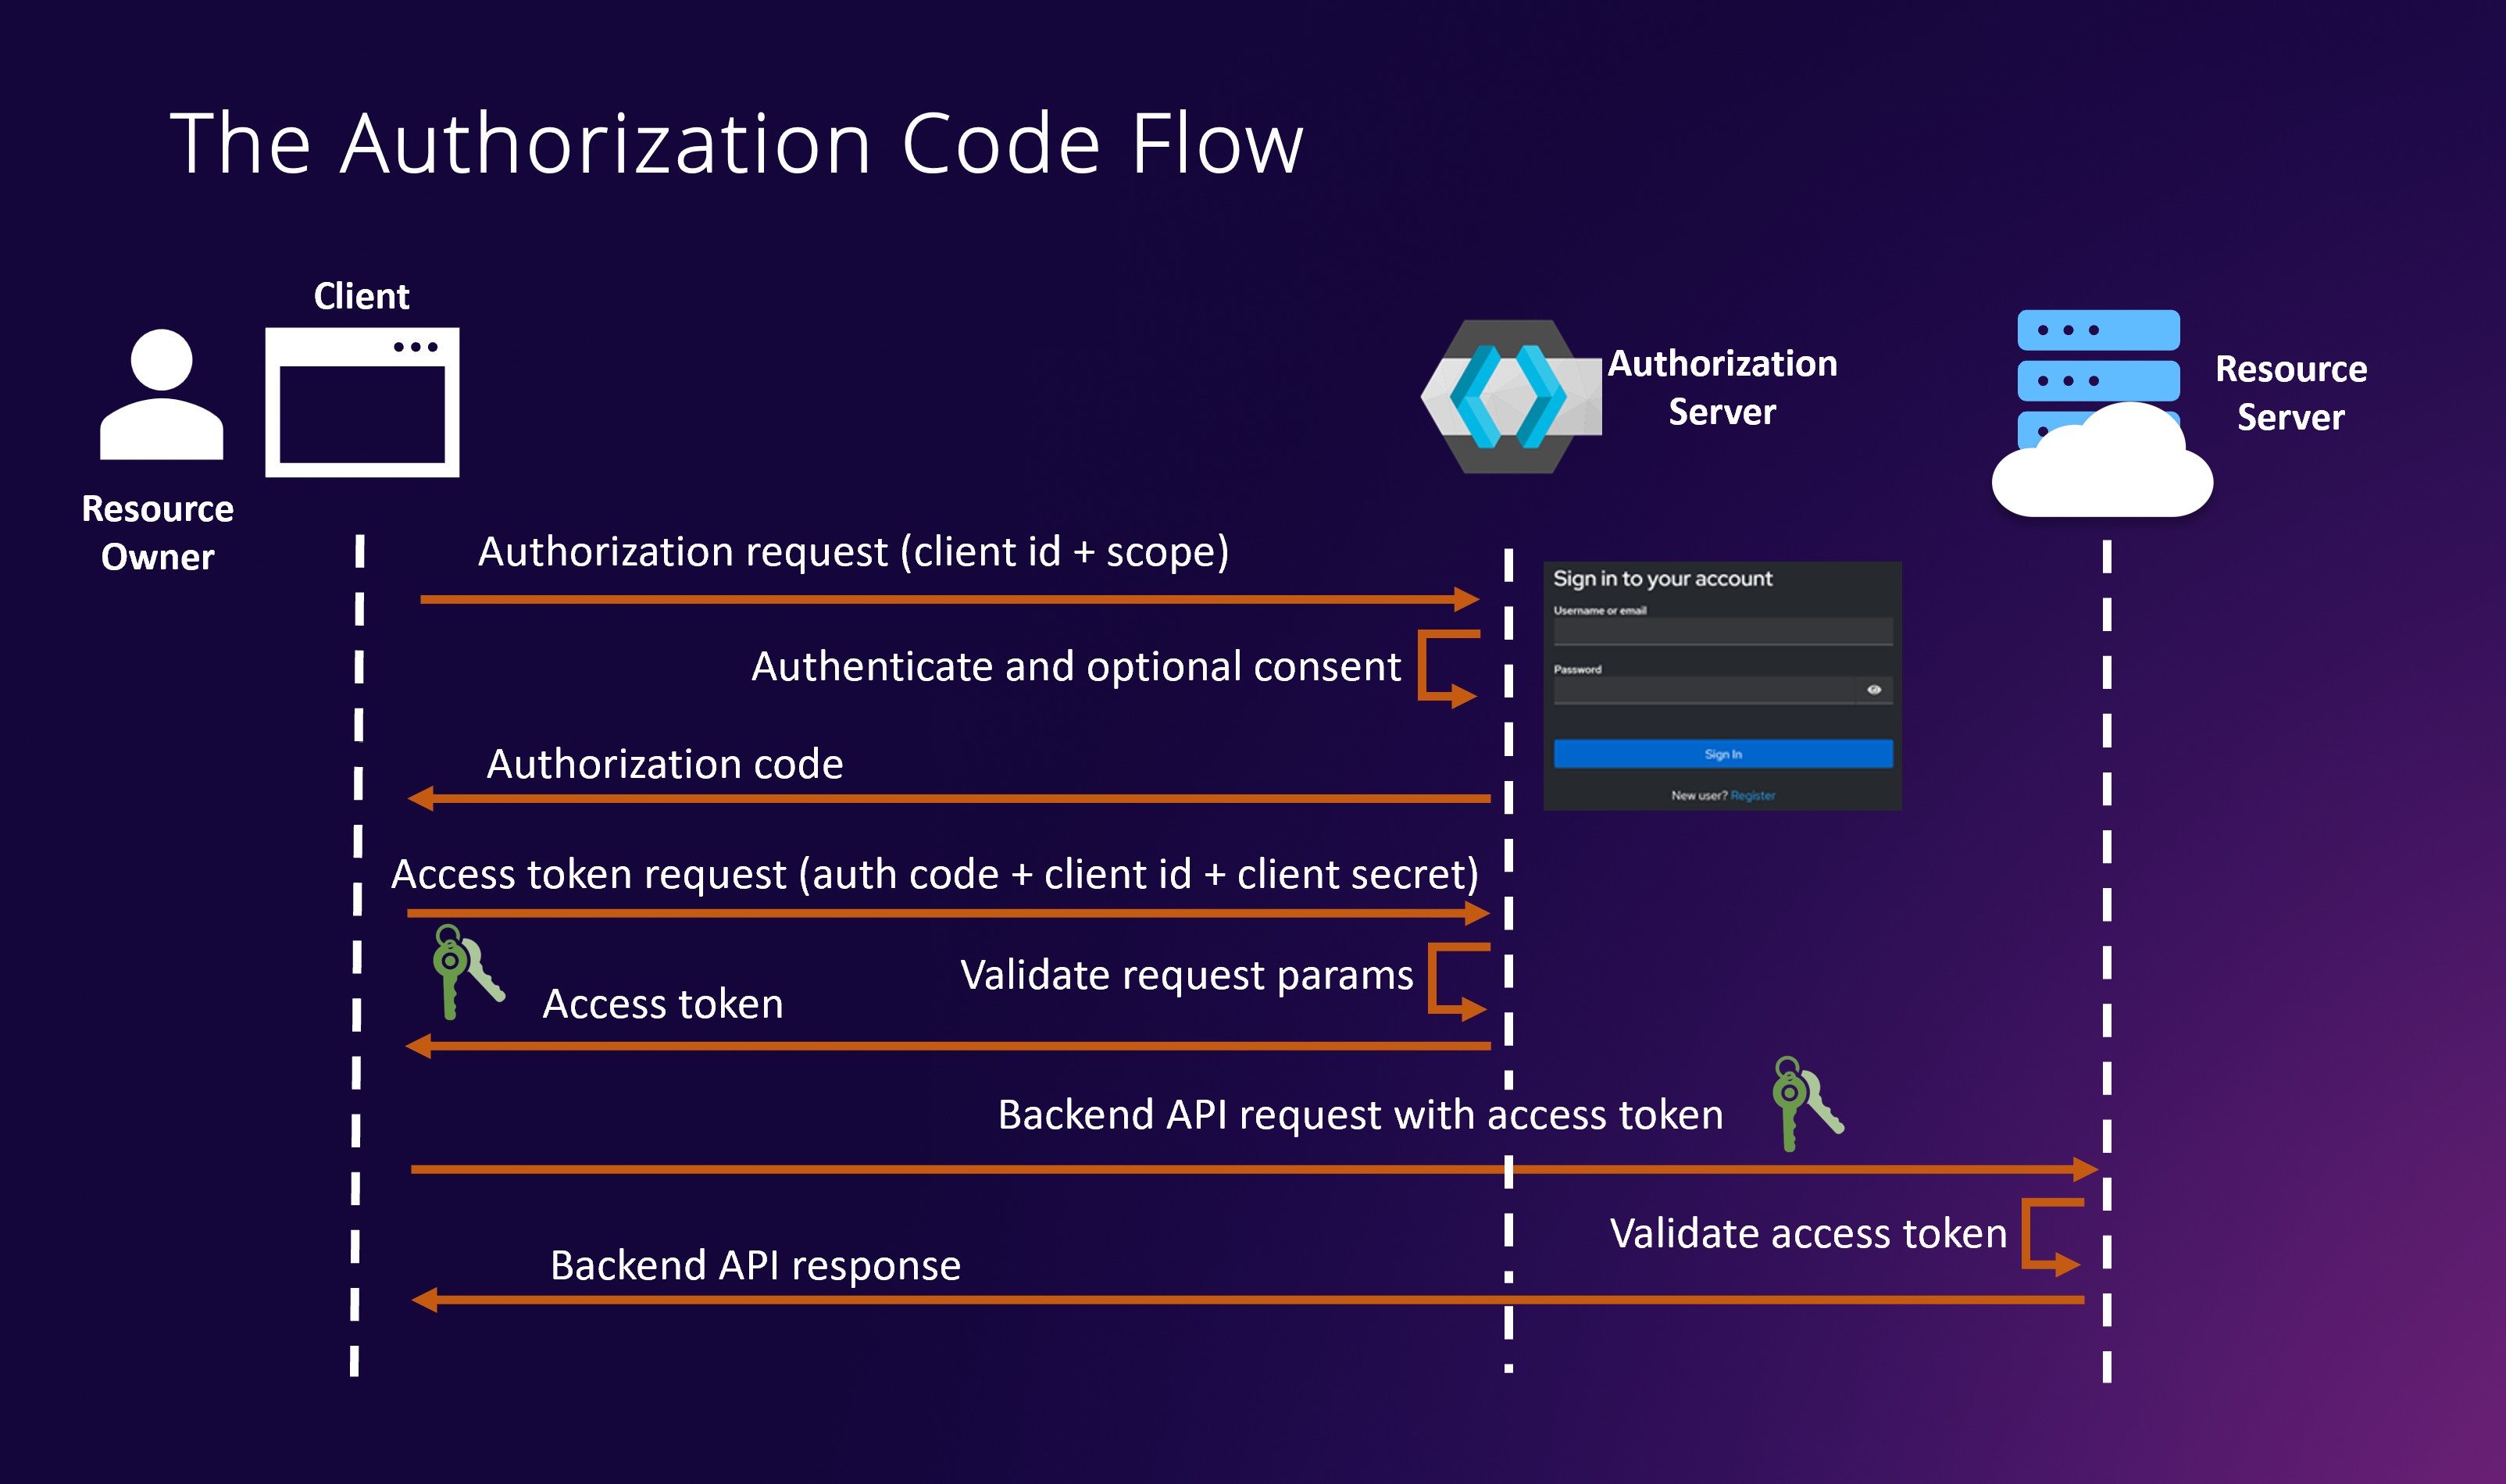 The Authorization Code Flow
Client
Resource
Owner
Authorization
Server
Resource
Server
Authorization request (client id + scope)
Sign in to your account
Username or email
Authenticate and optional consent
Password
Authorization code
Sign In
New user? Register
Access token request (auth code + client id + client secret)
Validate request params
Access token
Backend API request with access token
Validate access token
Backend API response